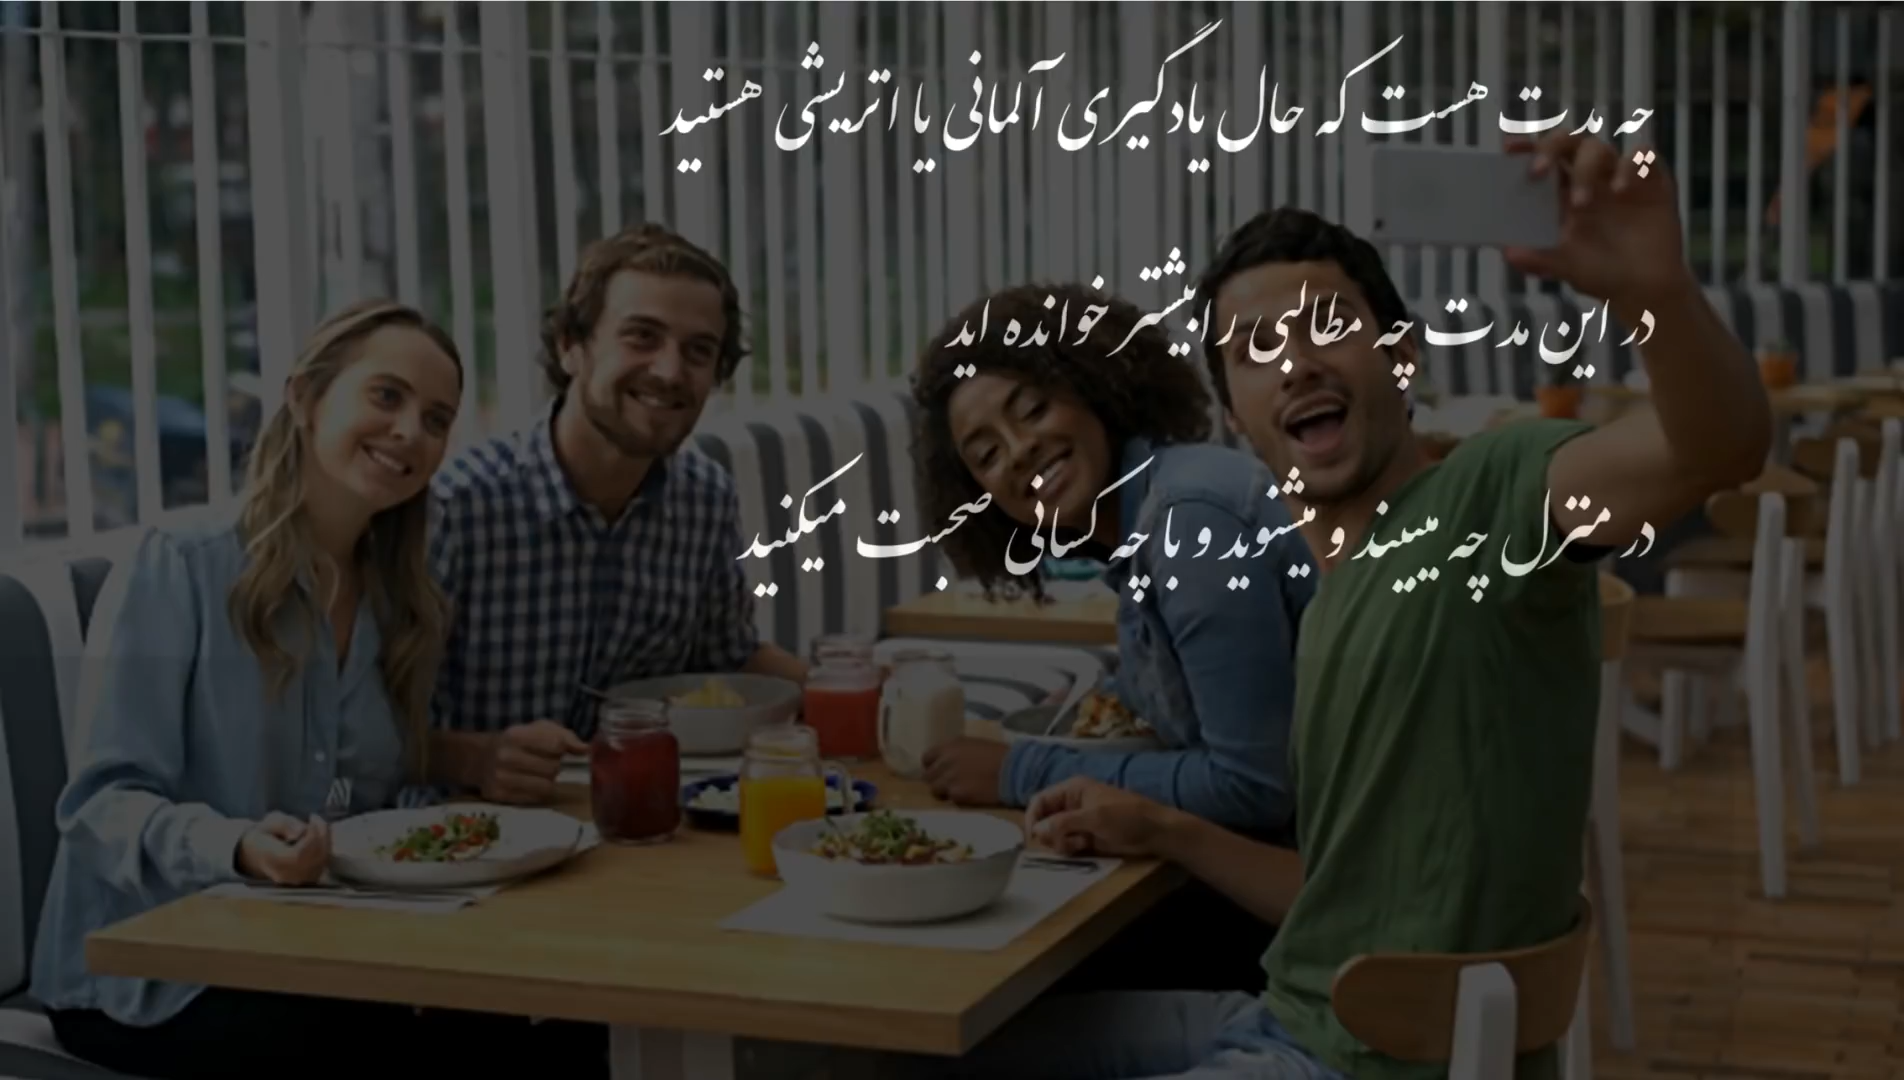 چه مدت هست که حال یادگیری آلمانی یا اتریشی هستید
در این مدت چه مطالبی را بیشتر خوانده اید
در منزل چه میبیند و میشنوید و با چه کسانی صحبت میکنید